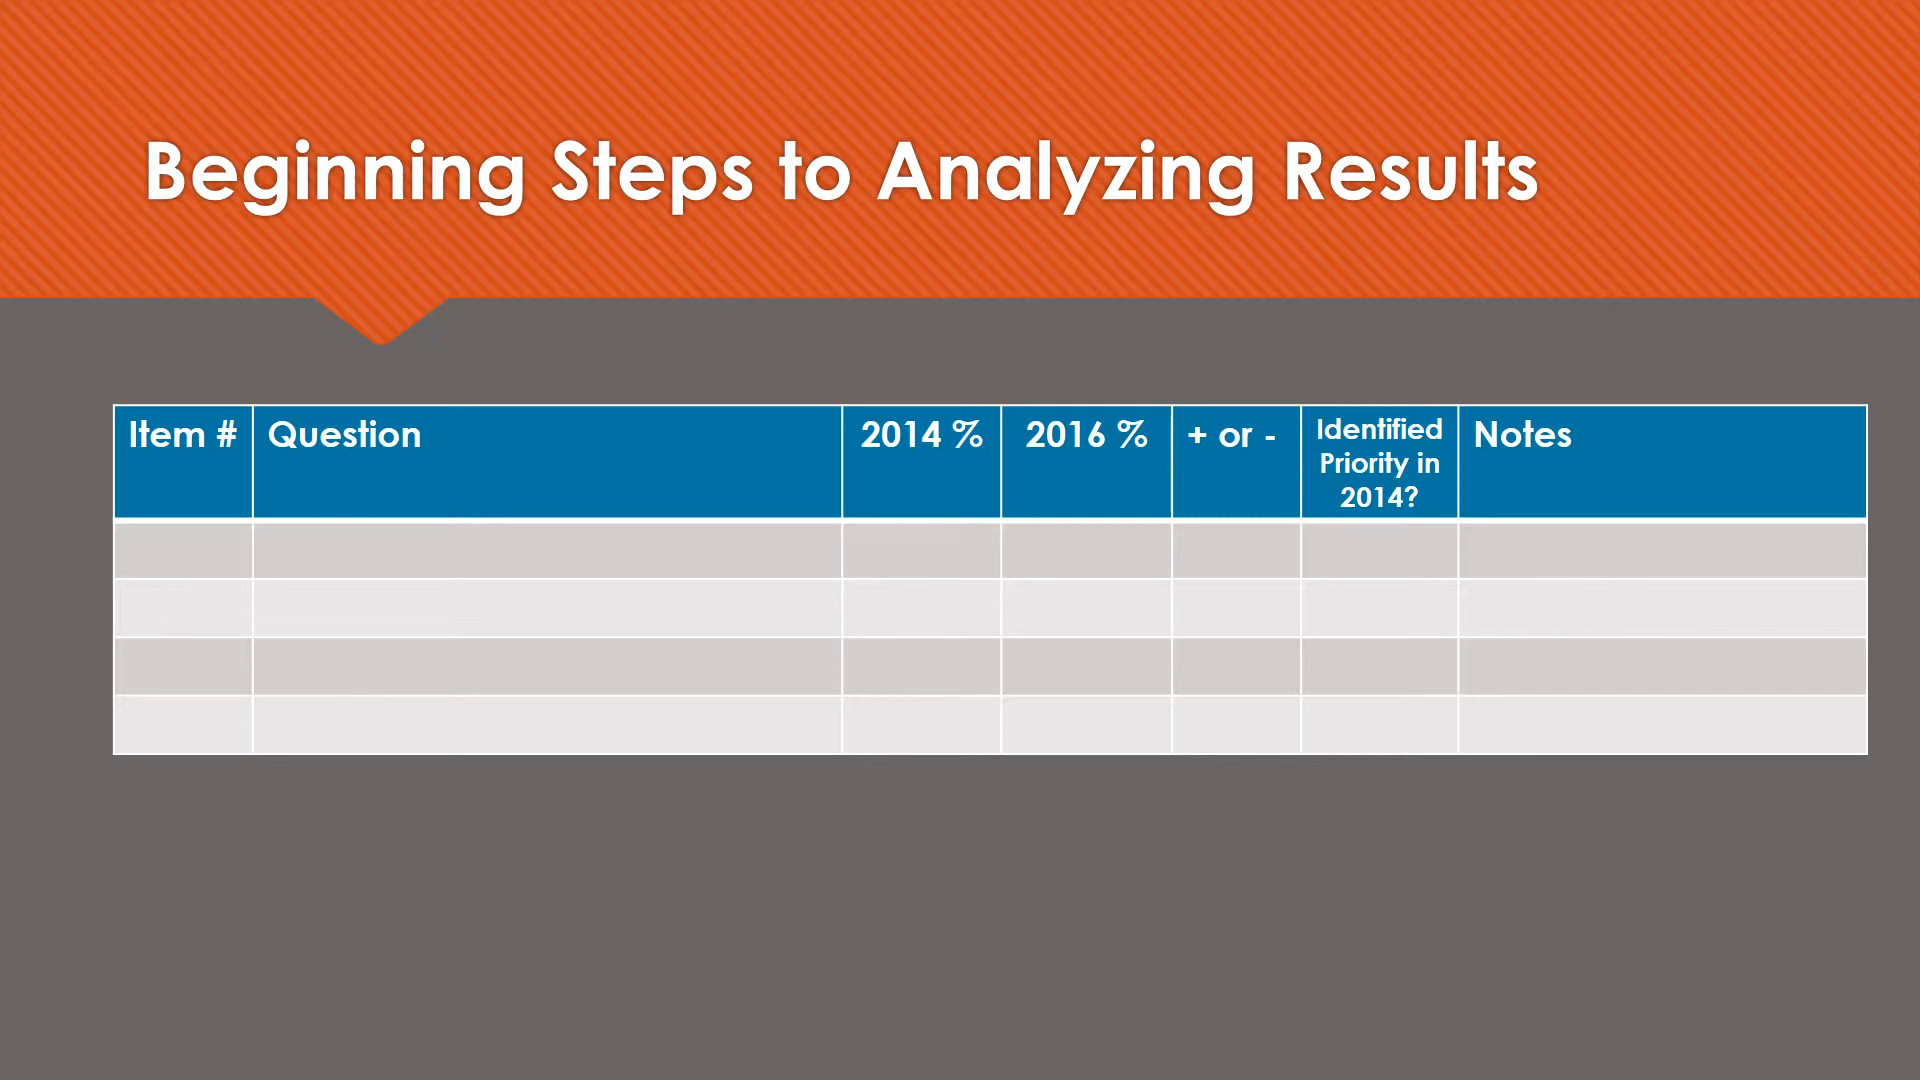 Beginning Steps to Analyzing Results
Item # Question 2014 % 2016 % + or - Identified Priority in 2014? Notes